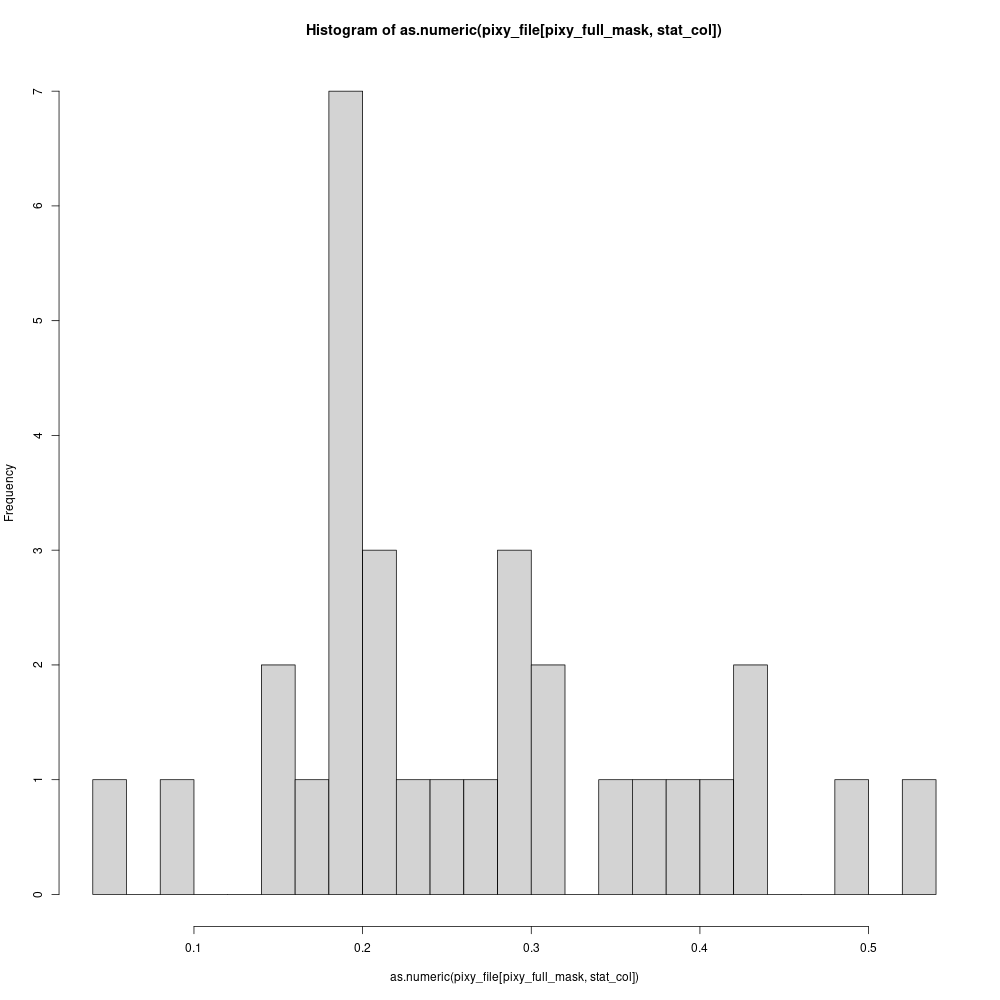 Histogram of as.numeric(pixy_file[pixy_full_mask, stat_col])
7
6
5
4
3
2
1
0
Frequency
0.1 0.2 0.3 0.4 0.5
as.numeric(pixy_file[pixy_full_mask, stat_col])